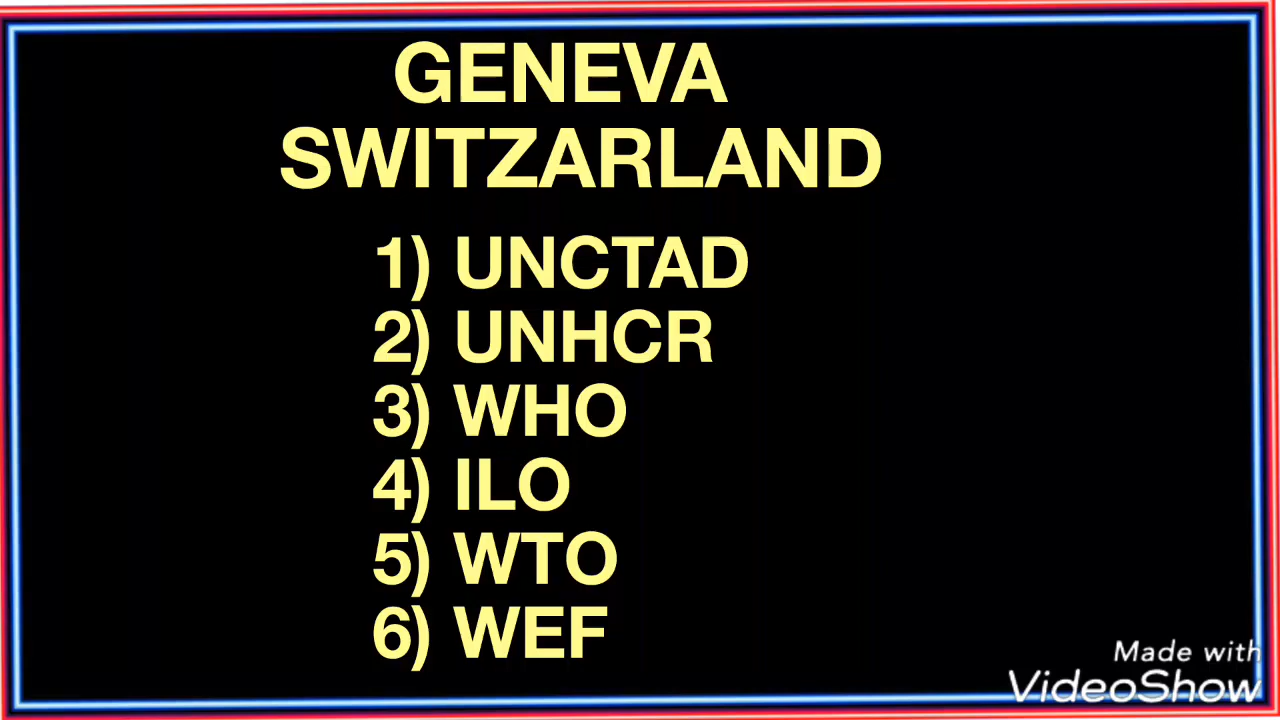 GENEVA
SWITZARLAND
1) UNCTAD
2) UNHCR
3) WHO
4) ILO
5) WTO
6) WEF
Made with
VideoShow